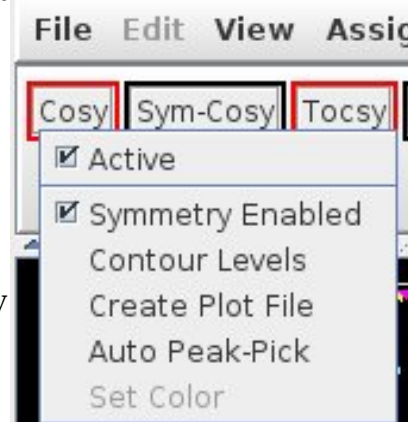 File Edit View Assig
Cosy Sym-Cosy Tocsy
Active
Symmetry Enabled
Contour Levels
Create Plot File
Auto Peak-Pick
Set Color